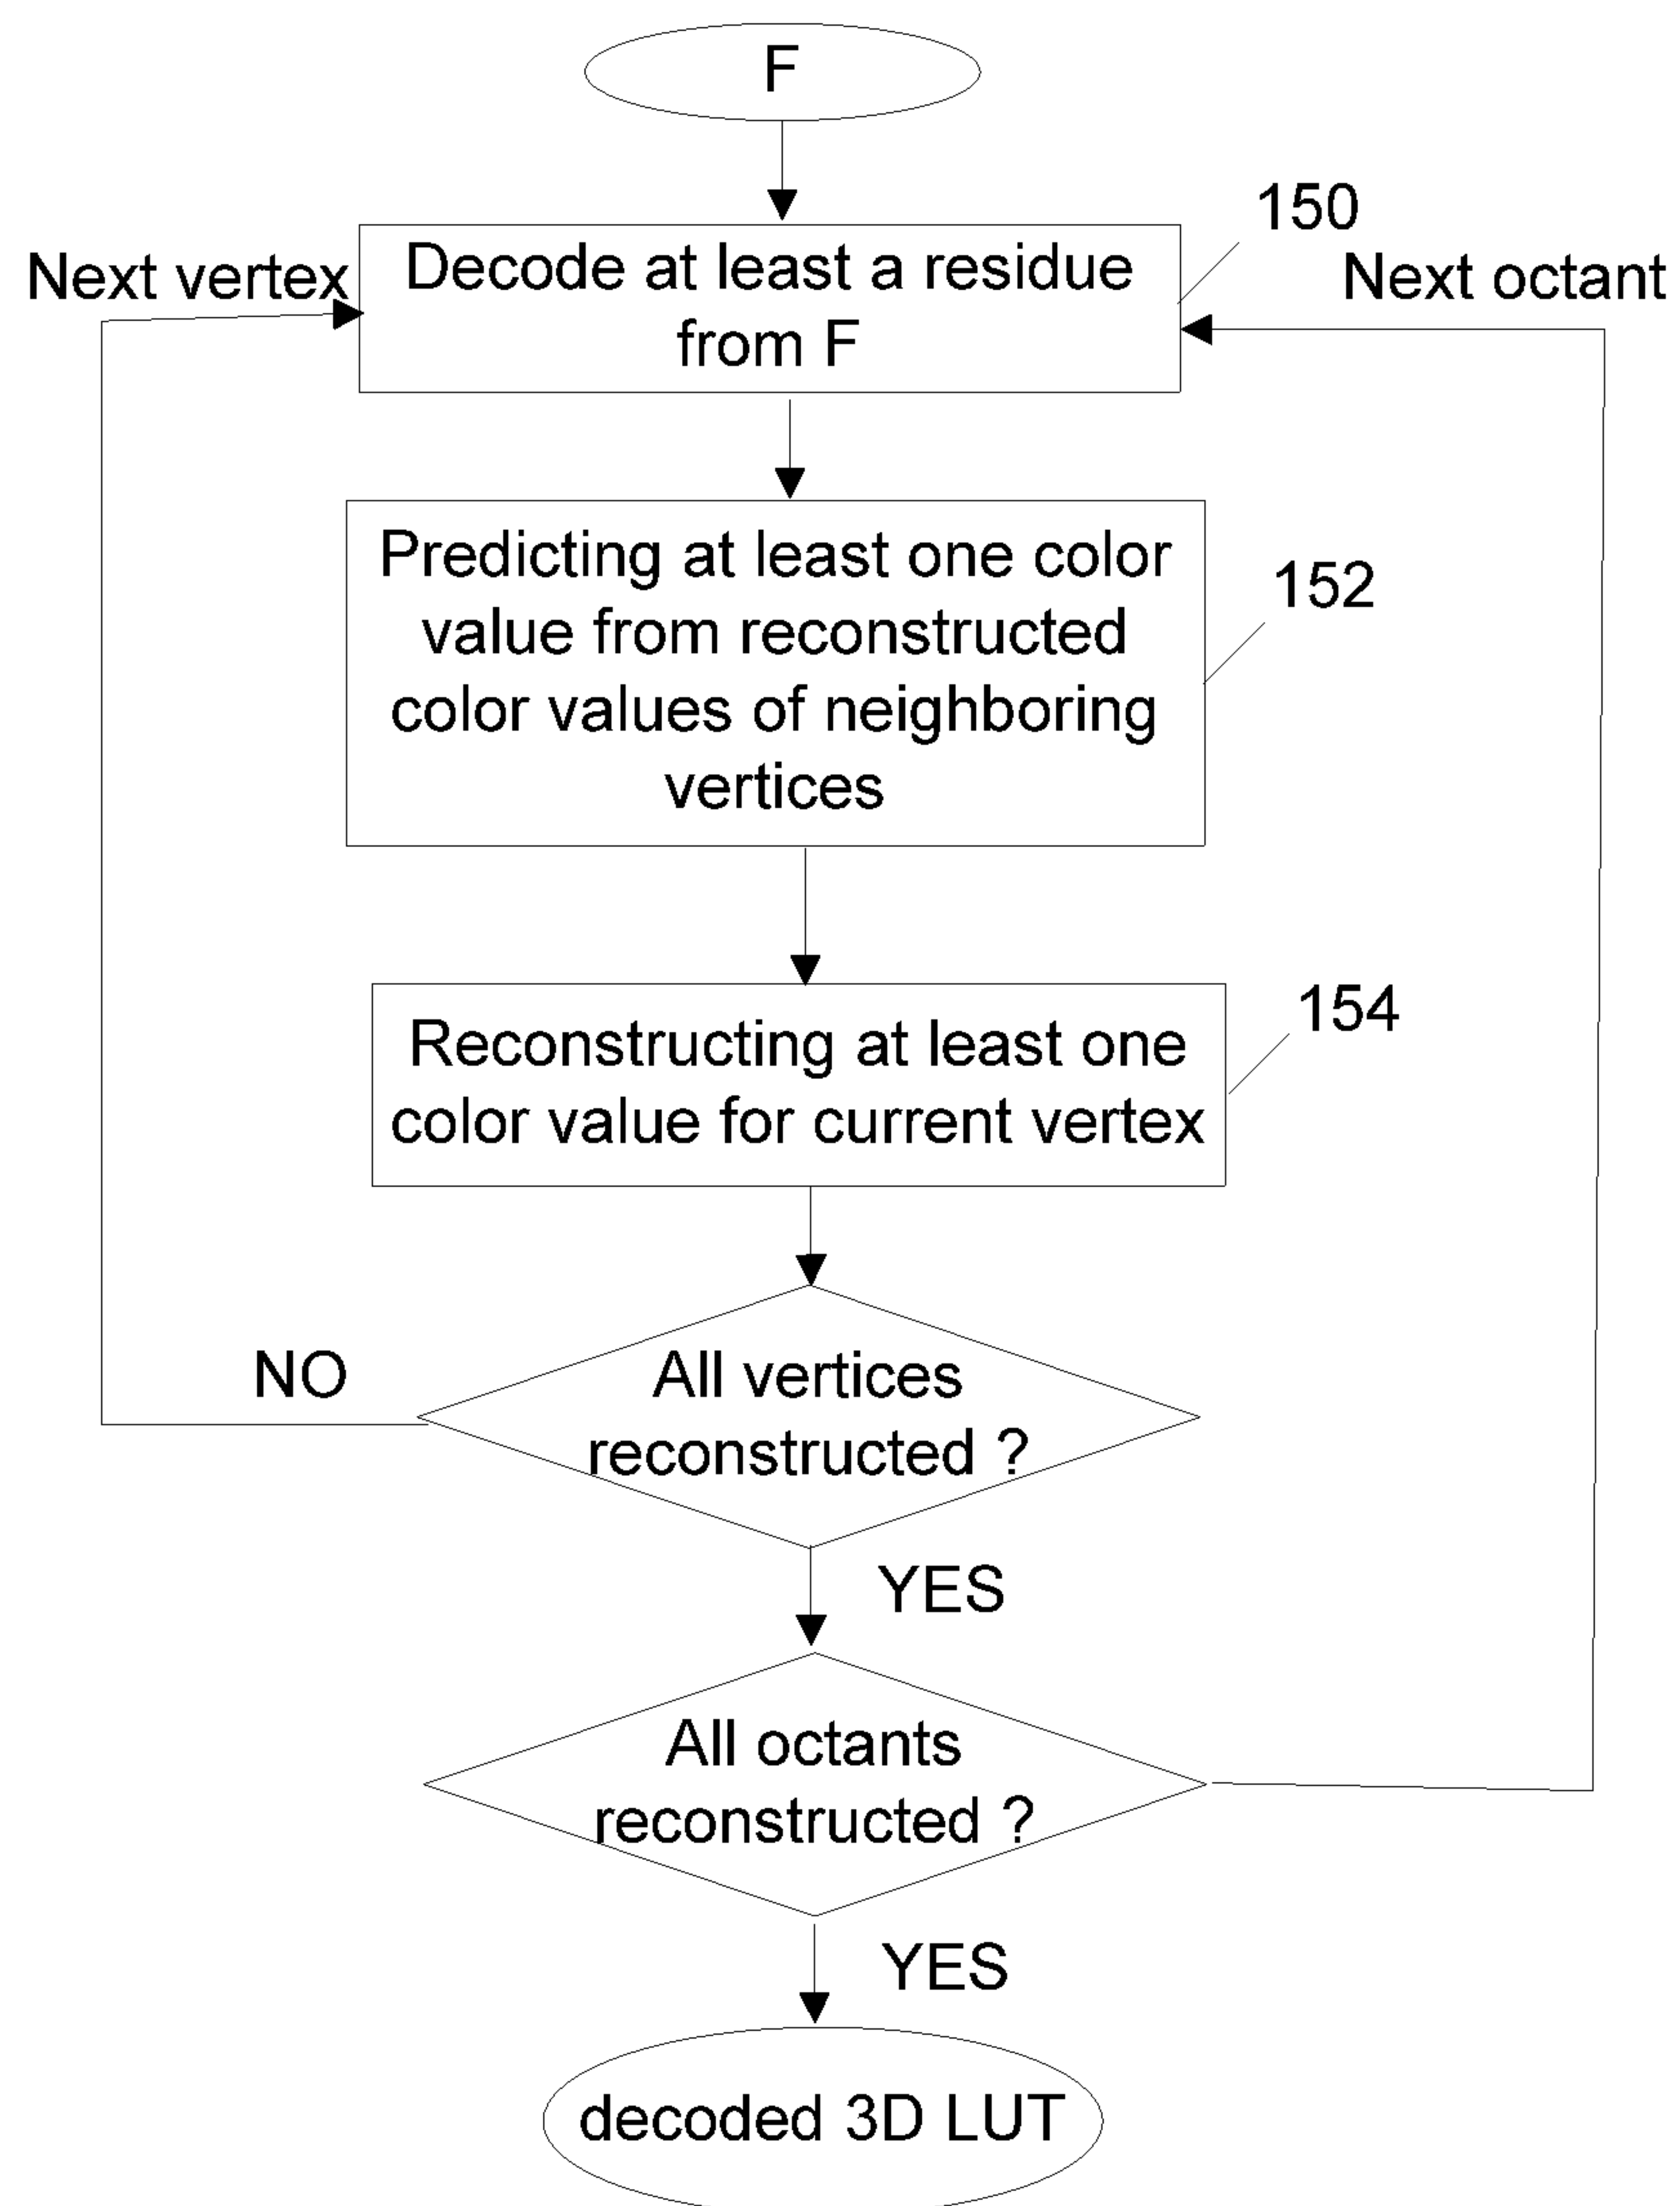 F
150
Next vertex
Decode at least a residue
Next octant
from F
Predicting at least one color
152
value from reconstructed
color values of neighboring
vertices
154
Reconstructing at least one
color value for current vertex
NO
All vertices
reconstructed ?
YES
All octants
reconstructed ?
YES
decoded 3D LUT